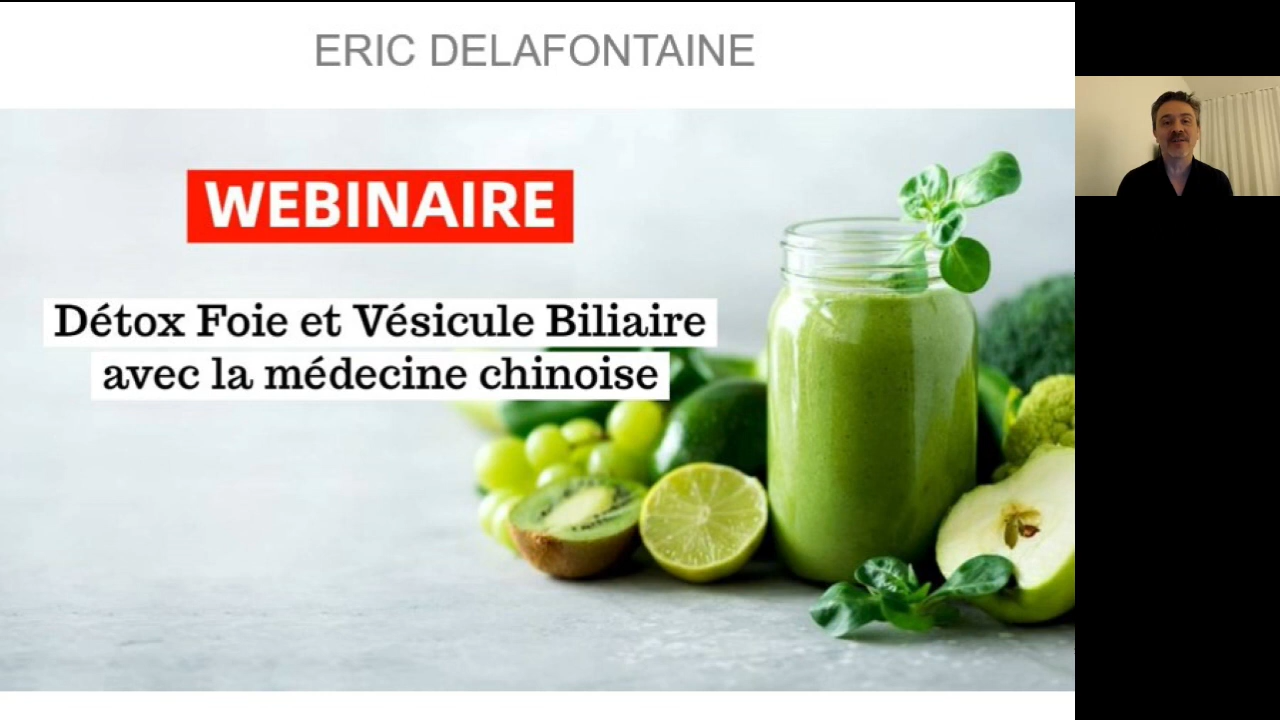 ERIC DELAFONTAINE
WEBINAIRE
Détox Foie et Vésicule Biliaire
avec la médecine chinoise